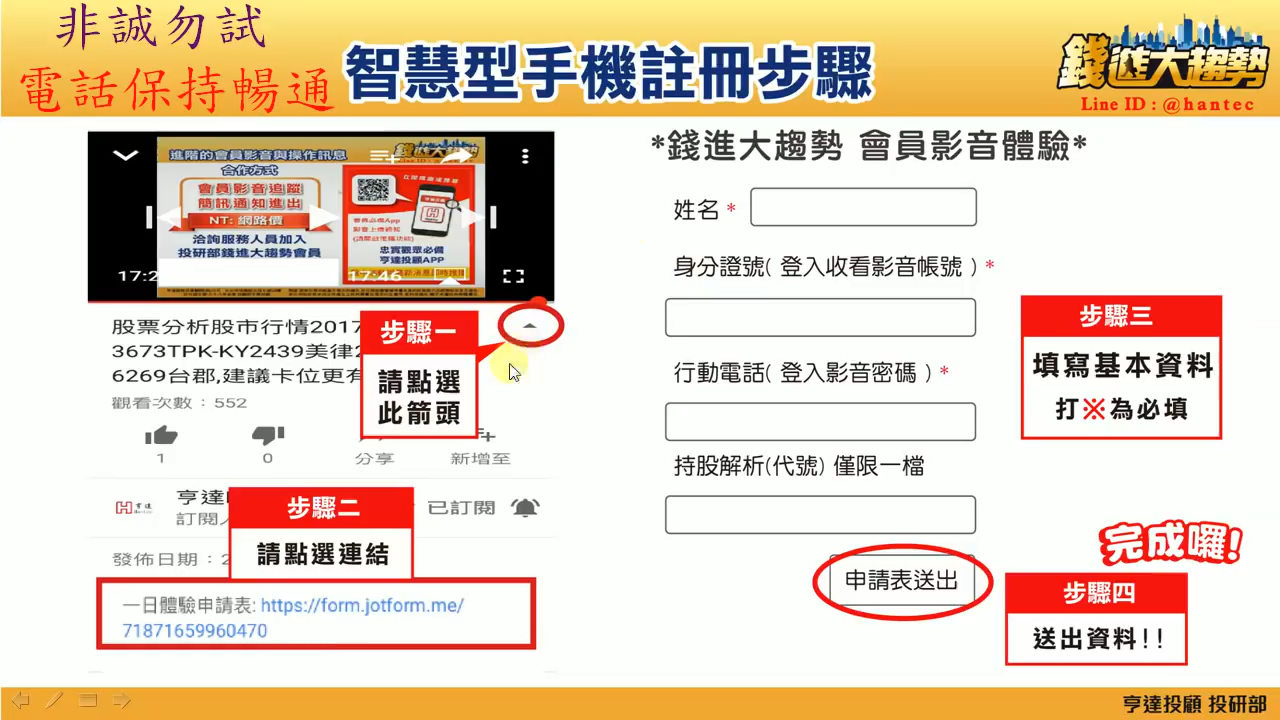 非誠勿試
電話保持暢通
智慧型手機註冊步驟
錢進大趨勢
Line ID : @hantec
進階的會員影音與操作訊息
合作方式
會員影音追蹤
簡訊通知進出
NT: 網路價
洽詢服務人員加入
投研部錢進大趨勢會員
忠實觀眾必備
亨達投顧APP
17:46
股票分析股市行情2017
3673TPK-KY2439美律2
6269台郡,建議卡位更有
觀看次數：552
步驟一
請點選
此箭頭
1
0
分享
新增至
亨達
訂閱
已訂閱
步驟二
請點選連結
發佈日期：2
一日體驗申請表: https://form.jotform.me/
71871659960470
*錢進大趨勢 會員影音體驗*
姓名 *
身分證號( 登入收看影音帳號 ) *
行動電話( 登入影音密碼 ) *
持股解析(代號) 僅限一檔
申請表送出
步驟三
填寫基本資料
打※為必填
完成囉!
步驟四
送出資料!!
亨達投顧 投研部